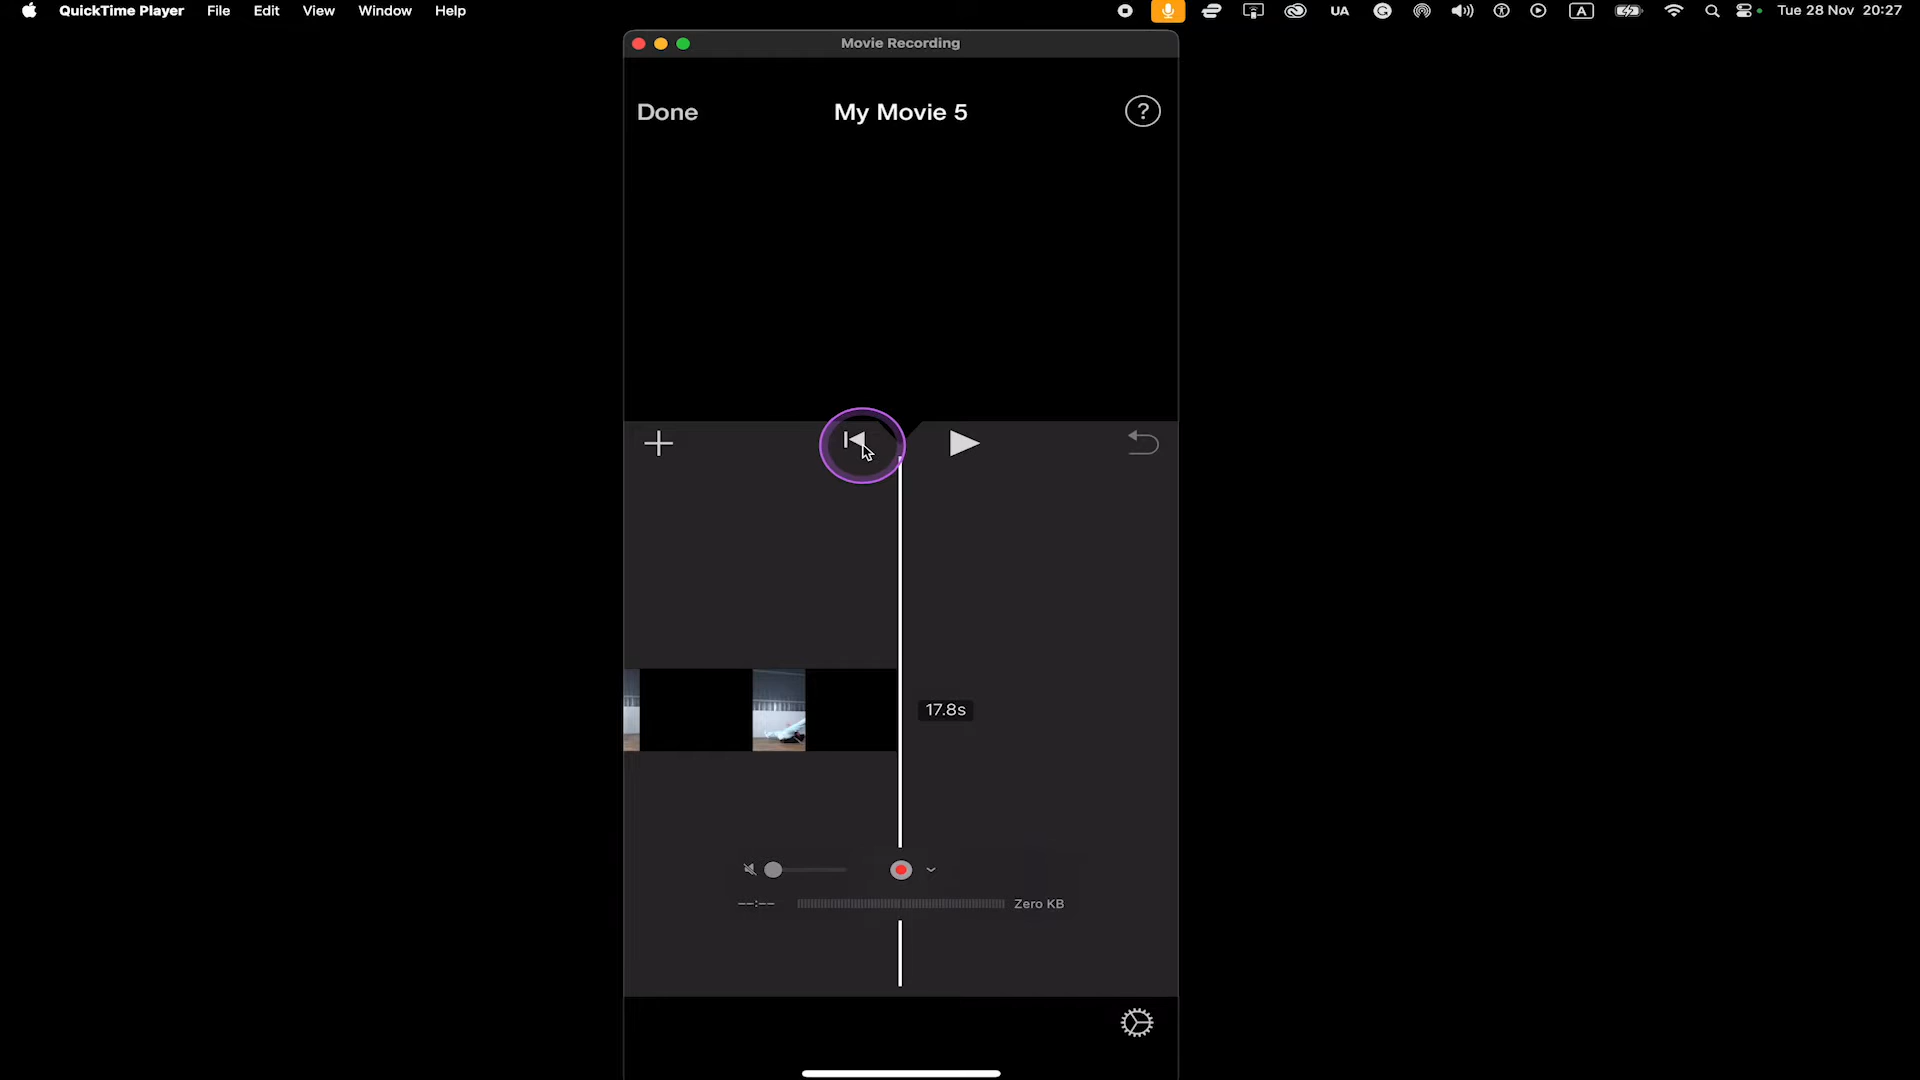 QuickTime Player File Edit View Window Help UA A Tue 28 Nov 20:27
Movie Recording
Done My Movie 5 ?
17.8s
--:-- Zero KB